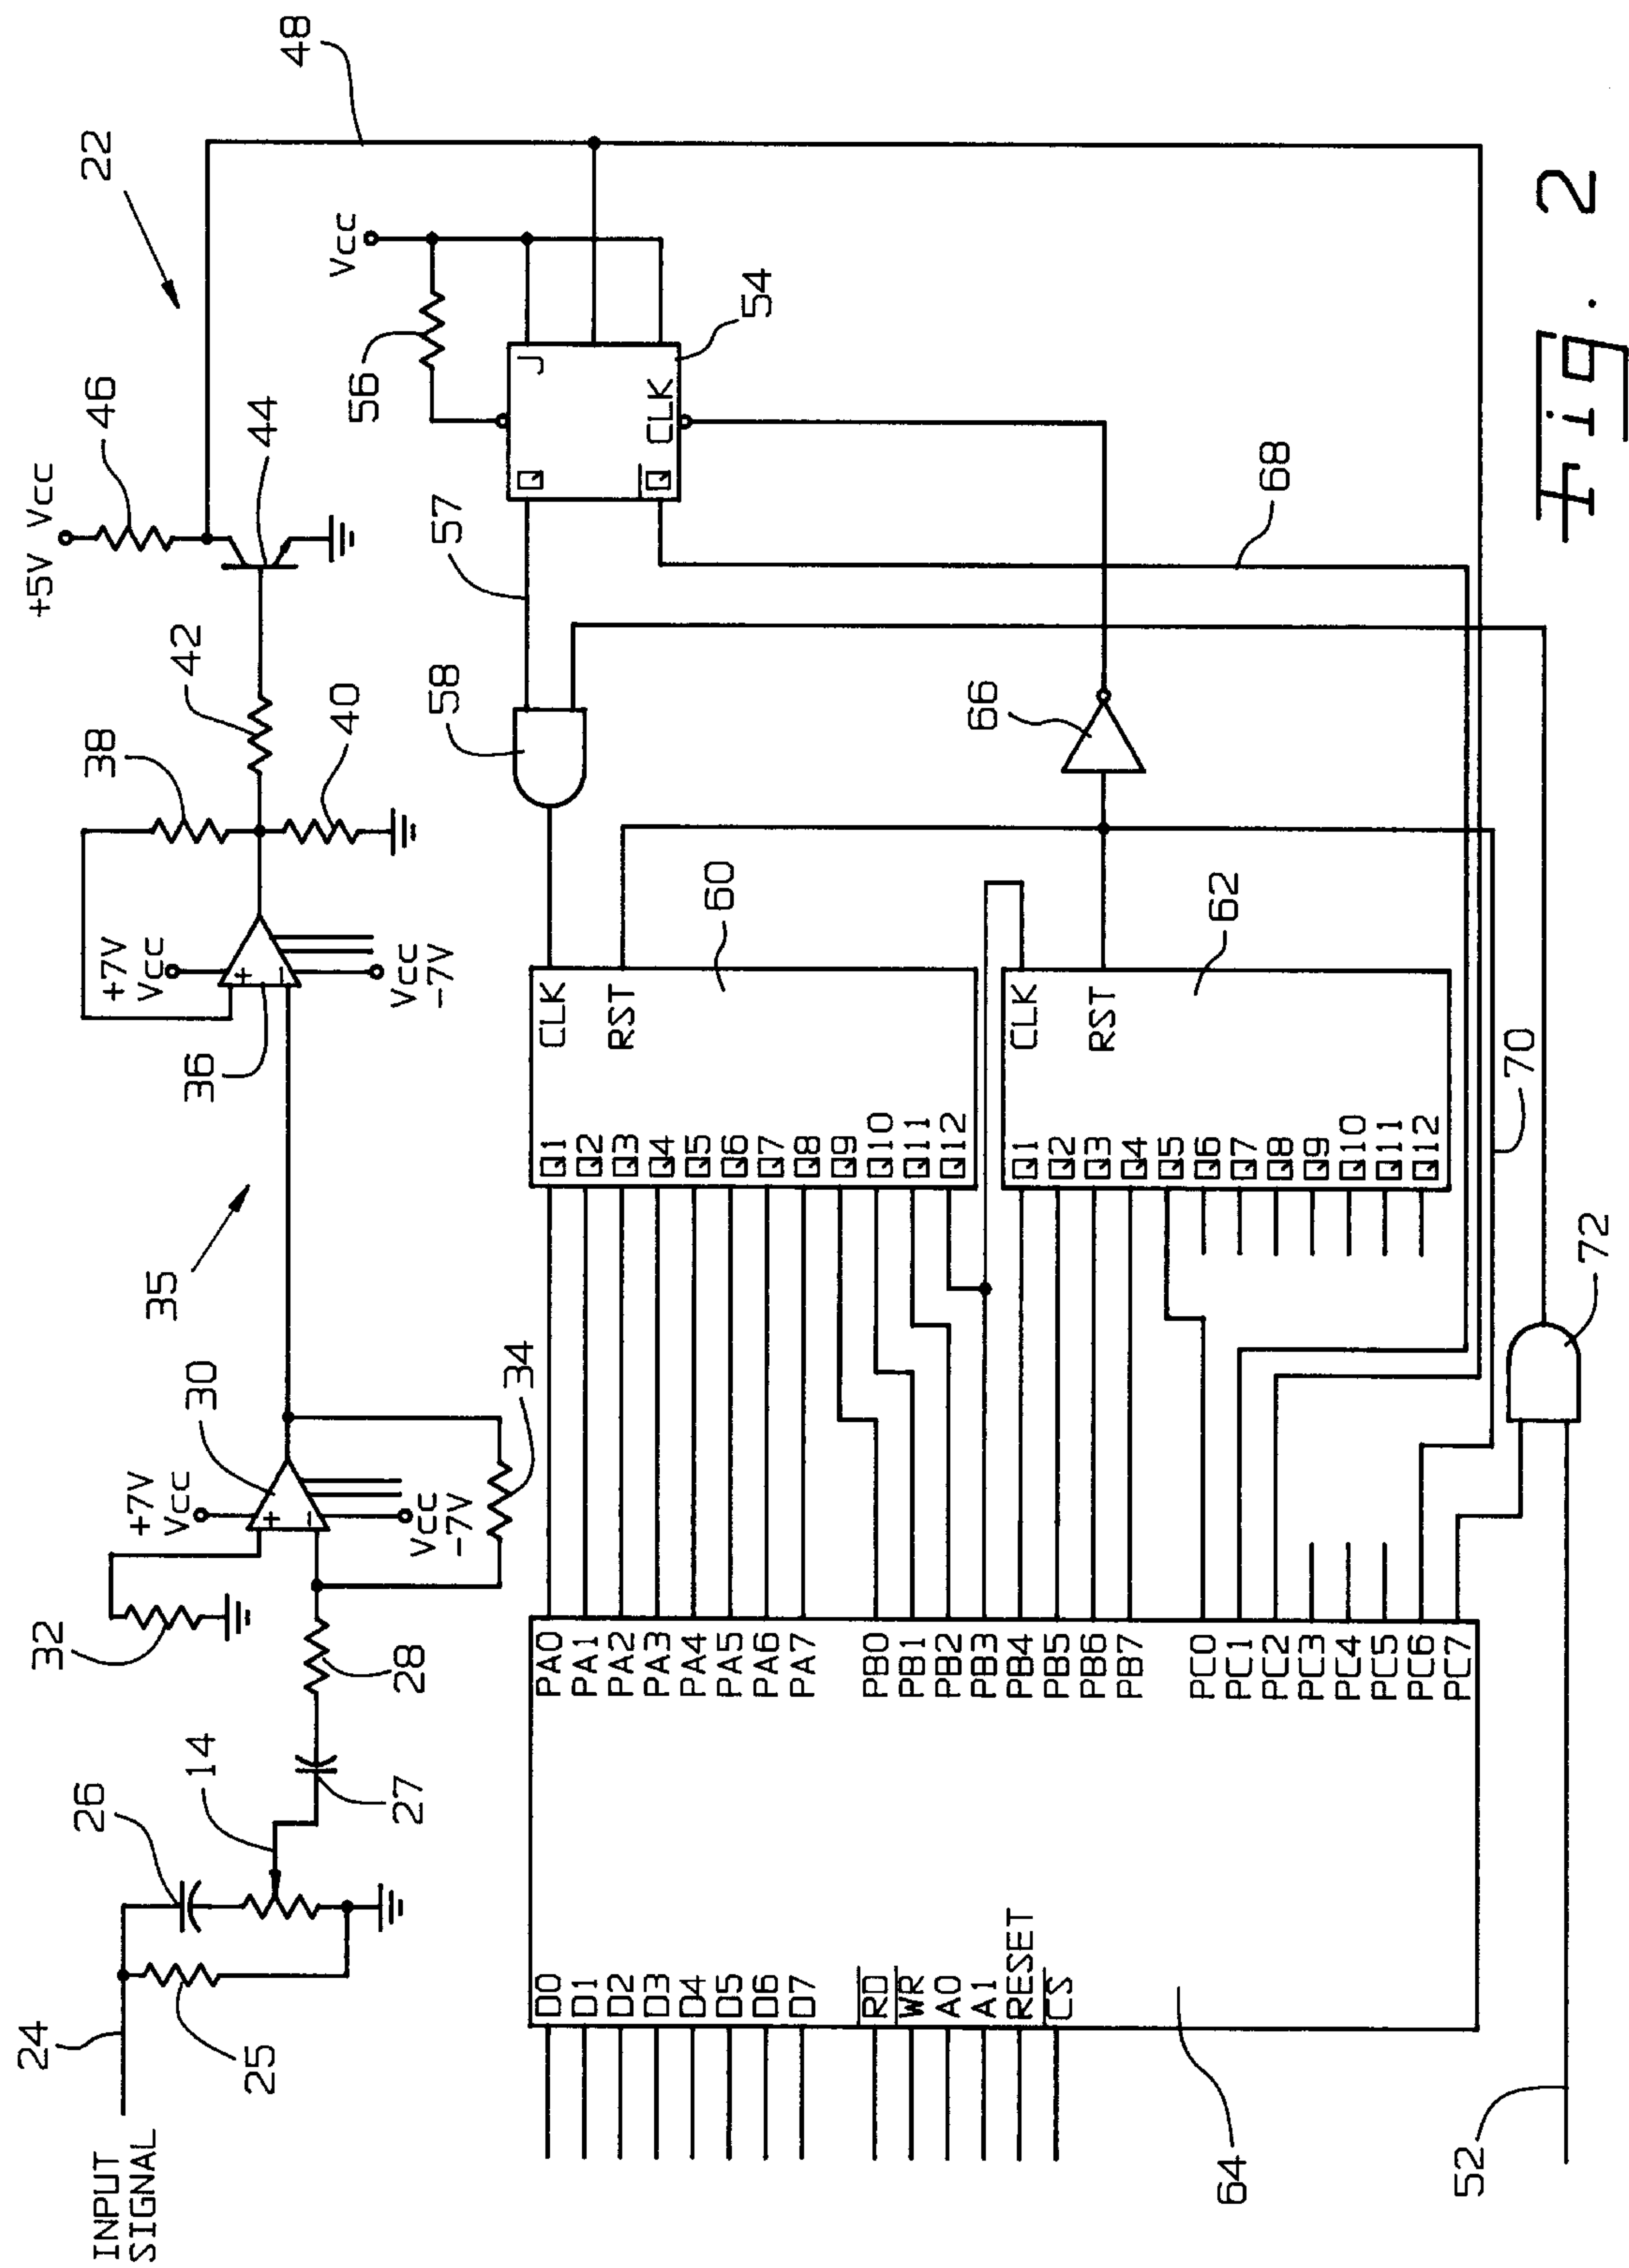 INPUT
SIGNAL
24
25
26
14
27
28
32
+7V
Vcc
30
Vcc
-7V
34
35
36
+7V
Vcc
Vcc
-7V
38
40
42
+5V Vcc
46
44
22
48
Vcc
56
J
Q
CLK
Q
54
57
58
68
66
60
CLK
RST
Q1
Q2
Q3
Q4
Q5
Q6
Q7
Q8
Q9
Q10
Q11
Q12
62
CLK
RST
Q1
Q2
Q3
Q4
Q5
Q6
Q7
Q8
Q9
Q10
Q11
Q12
70
72
PA0
PA1
PA2
PA3
PA4
PA5
PA6
PA7
PB0
PB1
PB2
PB3
PB4
PB5
PB6
PB7
PC0
PC1
PC2
PC3
PC4
PC5
PC6
PC7
D0
D1
D2
D3
D4
D5
D6
D7
RD
WR
A0
A1
RESET
CS
64
52
Fig. 2